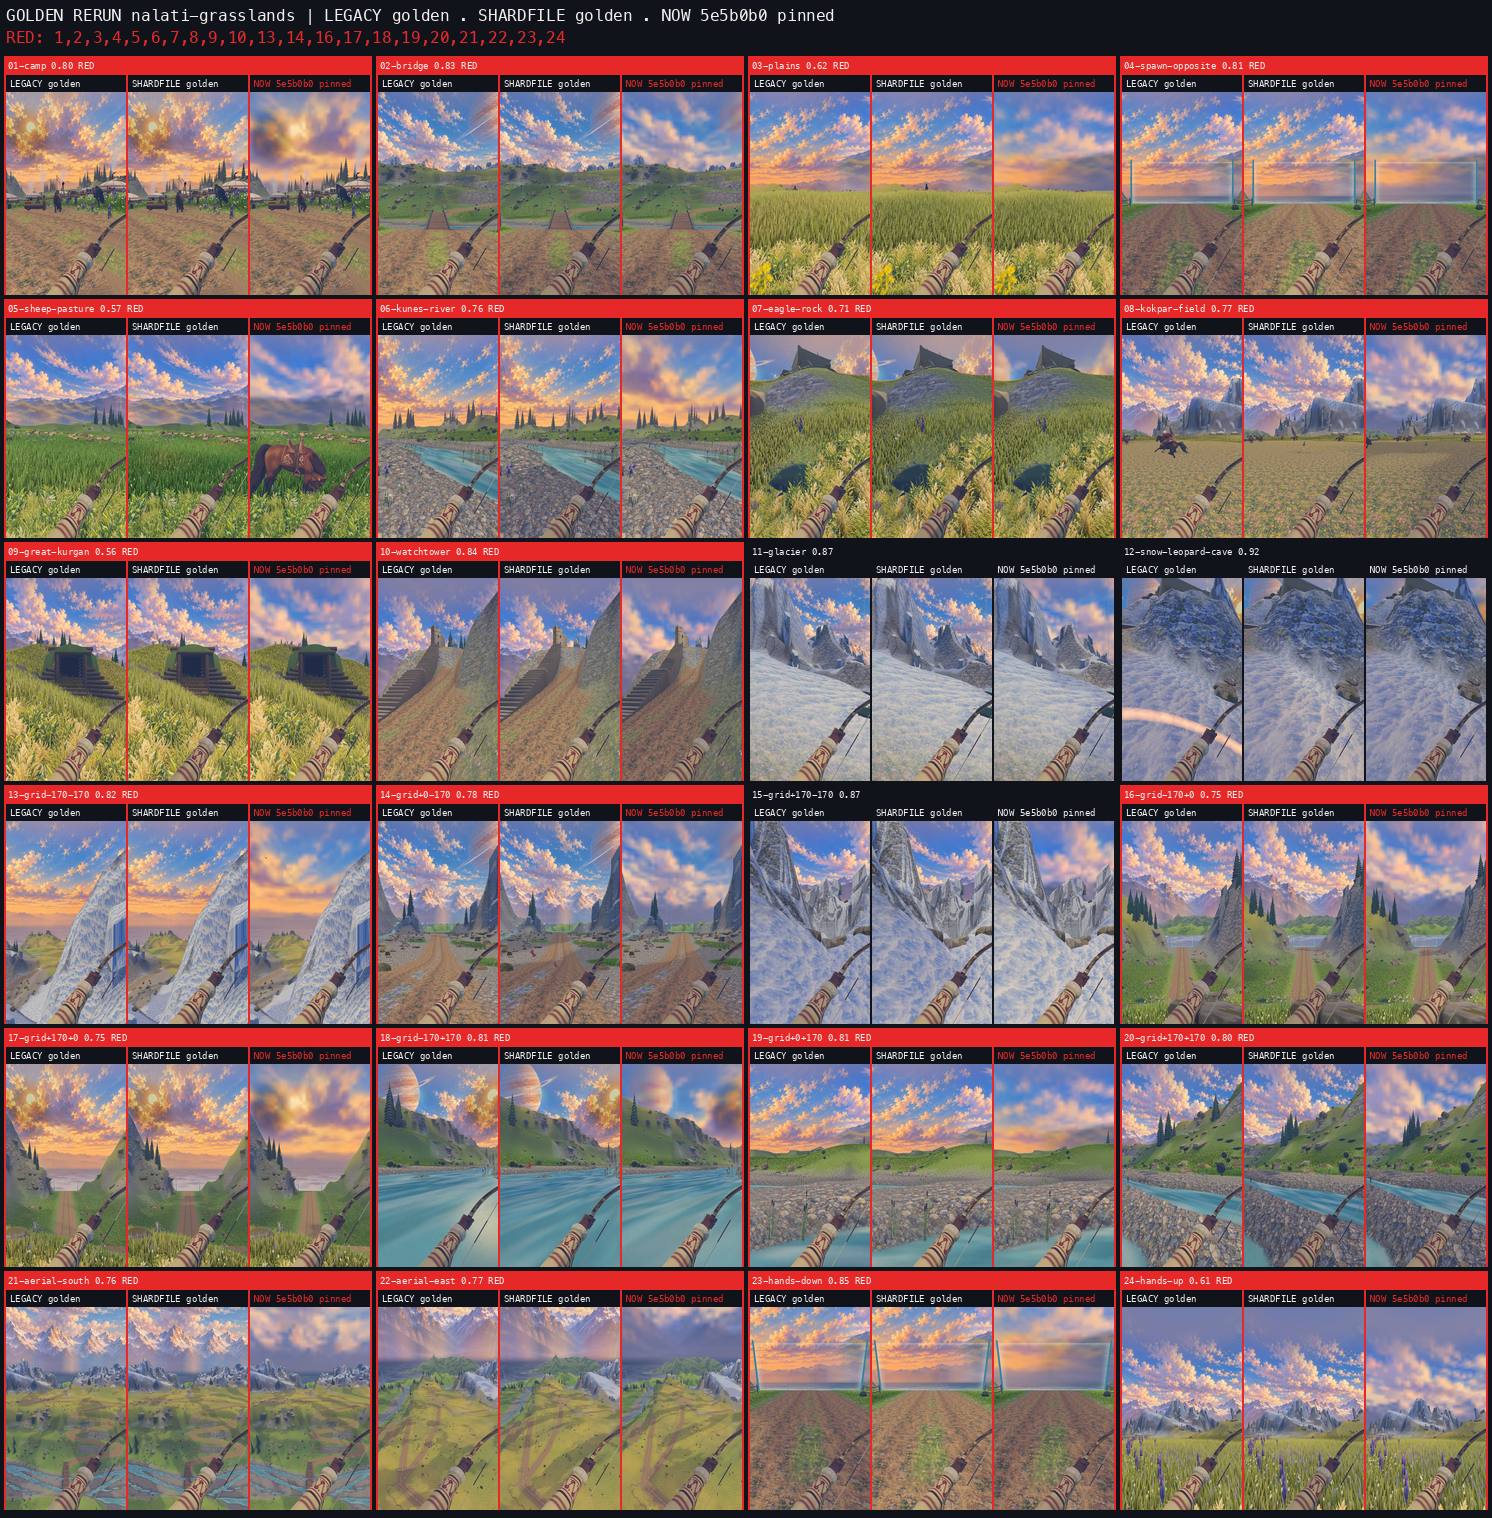 GOLDEN RERUN nalati-grasslands | LEGACY golden . SHARDFILE golden . NOW 5e5b0b0 pinned
RED: 1,2,3,4,5,6,7,8,9,10,13,14,16,17,18,19,20,21,22,23,24
01-camp 0.80 RED
LEGACY golden SHARDFILE golden NOW 5e5b0b0 pinned
02-bridge 0.83 RED
LEGACY golden SHARDFILE golden NOW 5e5b0b0 pinned
03-plains 0.62 RED
LEGACY golden SHARDFILE golden NOW 5e5b0b0 pinned
04-spawn-opposite 0.81 RED
LEGACY golden SHARDFILE golden NOW 5e5b0b0 pinned
05-sheep-pasture 0.57 RED
LEGACY golden SHARDFILE golden NOW 5e5b0b0 pinned
06-kunes-river 0.76 RED
LEGACY golden SHARDFILE golden NOW 5e5b0b0 pinned
07-eagle-rock 0.71 RED
LEGACY golden SHARDFILE golden NOW 5e5b0b0 pinned
08-kokpar-field 0.77 RED
LEGACY golden SHARDFILE golden NOW 5e5b0b0 pinned
09-great-kurgan 0.56 RED
LEGACY golden SHARDFILE golden NOW 5e5b0b0 pinned
10-watchtower 0.84 RED
LEGACY golden SHARDFILE golden NOW 5e5b0b0 pinned
11-glacier 0.87
LEGACY golden SHARDFILE golden NOW 5e5b0b0 pinned
12-snow-leopard-cave 0.92
LEGACY golden SHARDFILE golden NOW 5e5b0b0 pinned
13-grid-170-170 0.82 RED
LEGACY golden SHARDFILE golden NOW 5e5b0b0 pinned
14-grid+0-170 0.78 RED
LEGACY golden SHARDFILE golden NOW 5e5b0b0 pinned
15-grid+170-170 0.87
LEGACY golden SHARDFILE golden NOW 5e5b0b0 pinned
16-grid-170+0 0.75 RED
LEGACY golden SHARDFILE golden NOW 5e5b0b0 pinned
17-grid+170+0 0.75 RED
LEGACY golden SHARDFILE golden NOW 5e5b0b0 pinned
18-grid-170+170 0.81 RED
LEGACY golden SHARDFILE golden NOW 5e5b0b0 pinned
19-grid+0+170 0.81 RED
LEGACY golden SHARDFILE golden NOW 5e5b0b0 pinned
20-grid+170+170 0.80 RED
LEGACY golden SHARDFILE golden NOW 5e5b0b0 pinned
21-aerial-south 0.76 RED
LEGACY golden SHARDFILE golden NOW 5e5b0b0 pinned
22-aerial-east 0.77 RED
LEGACY golden SHARDFILE golden NOW 5e5b0b0 pinned
23-hands-down 0.85 RED
LEGACY golden SHARDFILE golden NOW 5e5b0b0 pinned
24-hands-up 0.61 RED
LEGACY golden SHARDFILE golden NOW 5e5b0b0 pinned